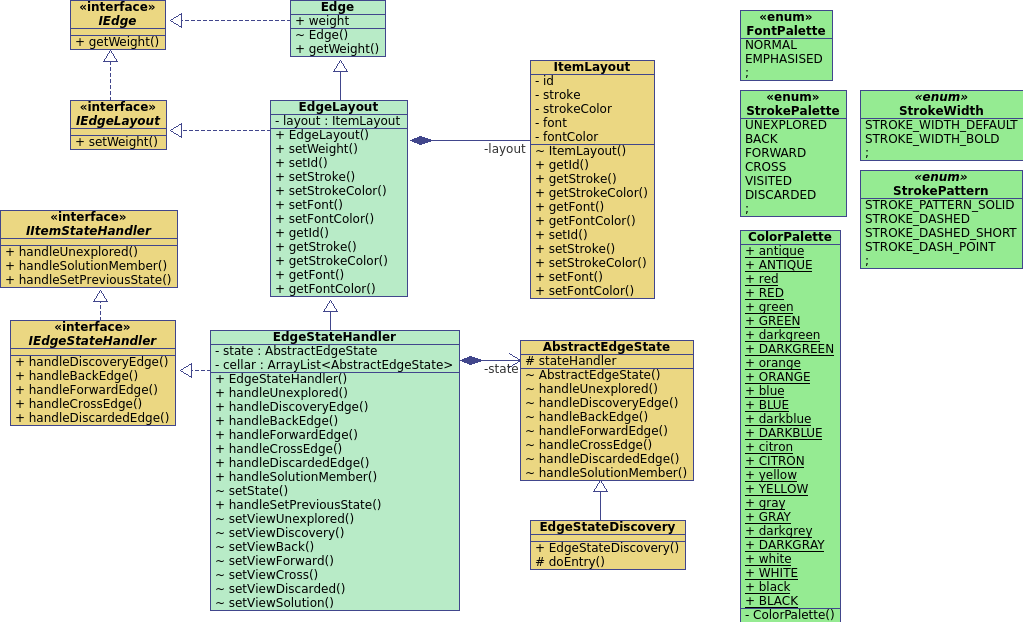 «interface»
IEdge
+ getWeight()
Edge
+ weight
~ Edge()
+ getWeight()
«interface»
IEdgeLayout
+ setWeight()
EdgeLayout
- layout : ItemLayout
+ EdgeLayout()
+ setWeight()
+ setId()
+ setStroke()
+ setStrokeColor()
+ setFont()
+ setFontColor()
+ getId()
+ getStroke()
+ getStrokeColor()
+ getFont()
+ getFontColor()
-layout
ItemLayout
- id
- stroke
- strokeColor
- font
- fontColor
~ ItemLayout()
+ getId()
+ getStroke()
+ getStrokeColor()
+ getFont()
+ getFontColor()
+ setId()
+ setStroke()
+ setStrokeColor()
+ setFont()
+ setFontColor()
«interface»
IItemStateHandler
+ handleUnexplored()
+ handleSolutionMember()
+ handleSetPreviousState()
«interface»
IEdgeStateHandler
+ handleDiscoveryEdge()
+ handleBackEdge()
+ handleForwardEdge()
+ handleCrossEdge()
+ handleDiscardedEdge()
EdgeStateHandler
- state : AbstractEdgeState
- cellar : ArrayList<AbstractEdgeState>
+ EdgeStateHandler()
+ handleUnexplored()
+ handleDiscoveryEdge()
+ handleBackEdge()
+ handleForwardEdge()
+ handleCrossEdge()
+ handleDiscardedEdge()
+ handleSolutionMember()
~ setState()
+ handleSetPreviousState()
~ setViewUnexplored()
~ setViewDiscovery()
~ setViewBack()
~ setViewForward()
~ setViewCross()
~ setViewDiscarded()
~ setViewSolution()
-state
AbstractEdgeState
# stateHandler
~ AbstractEdgeState()
~ handleUnexplored()
~ handleDiscoveryEdge()
~ handleBackEdge()
~ handleForwardEdge()
~ handleCrossEdge()
~ handleDiscardedEdge()
~ handleSolutionMember()
EdgeStateDiscovery
+ EdgeStateDiscovery()
# doEntry()
«enum»
FontPalette
NORMAL
EMPHASISED
;
«enum»
StrokePalette
UNEXPLORED
BACK
FORWARD
CROSS
VISITED
DISCARDED
;
«enum»
StrokeWidth
STROKE_WIDTH_DEFAULT
STROKE_WIDTH_BOLD
;
«enum»
StrokePattern
STROKE_PATTERN_SOLID
STROKE_DASHED
STROKE_DASHED_SHORT
STROKE_DASH_POINT
;
ColorPalette
+ antique
+ ANTIQUE
+ red
+ RED
+ green
+ GREEN
+ darkgreen
+ DARKGREEN
+ orange
+ ORANGE
+ blue
+ BLUE
+ darkblue
+ DARKBLUE
+ citron
+ CITRON
+ yellow
+ YELLOW
+ gray
+ GRAY
+ darkgrey
+ DARKGRAY
+ white
+ WHITE
+ black
+ BLACK
- ColorPalette()